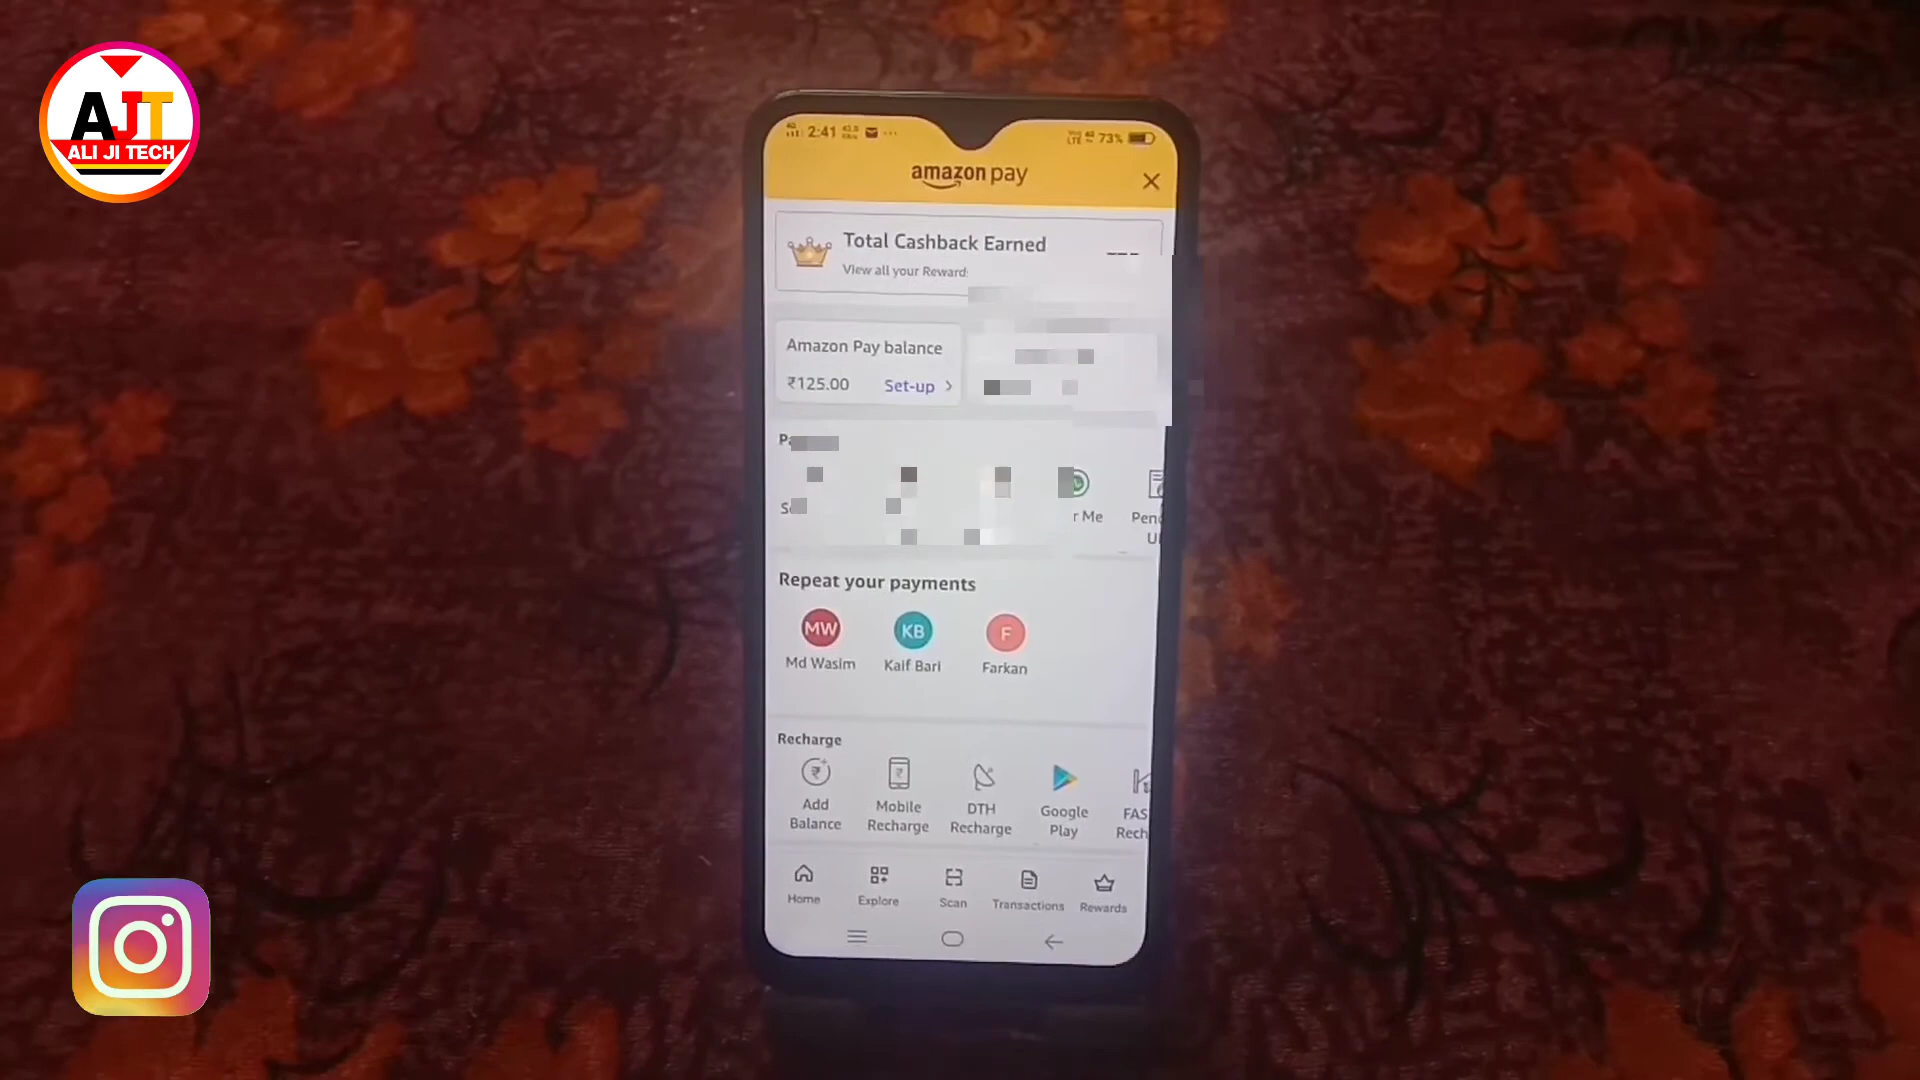 AJT
ALI JI TECH
2:41
73%
amazon pay
Total Cashback Earned
View all your Reward
Amazon Pay balance
₹125.00 Set-up >
r Me
Repeat your payments
MW KB F
Md Wasim Kaif Bari Farkan
Recharge
Add Balance
Mobile Recharge
DTH Recharge
Google Play
FAS
Rech
Home Explore Scan Transactions Rewards